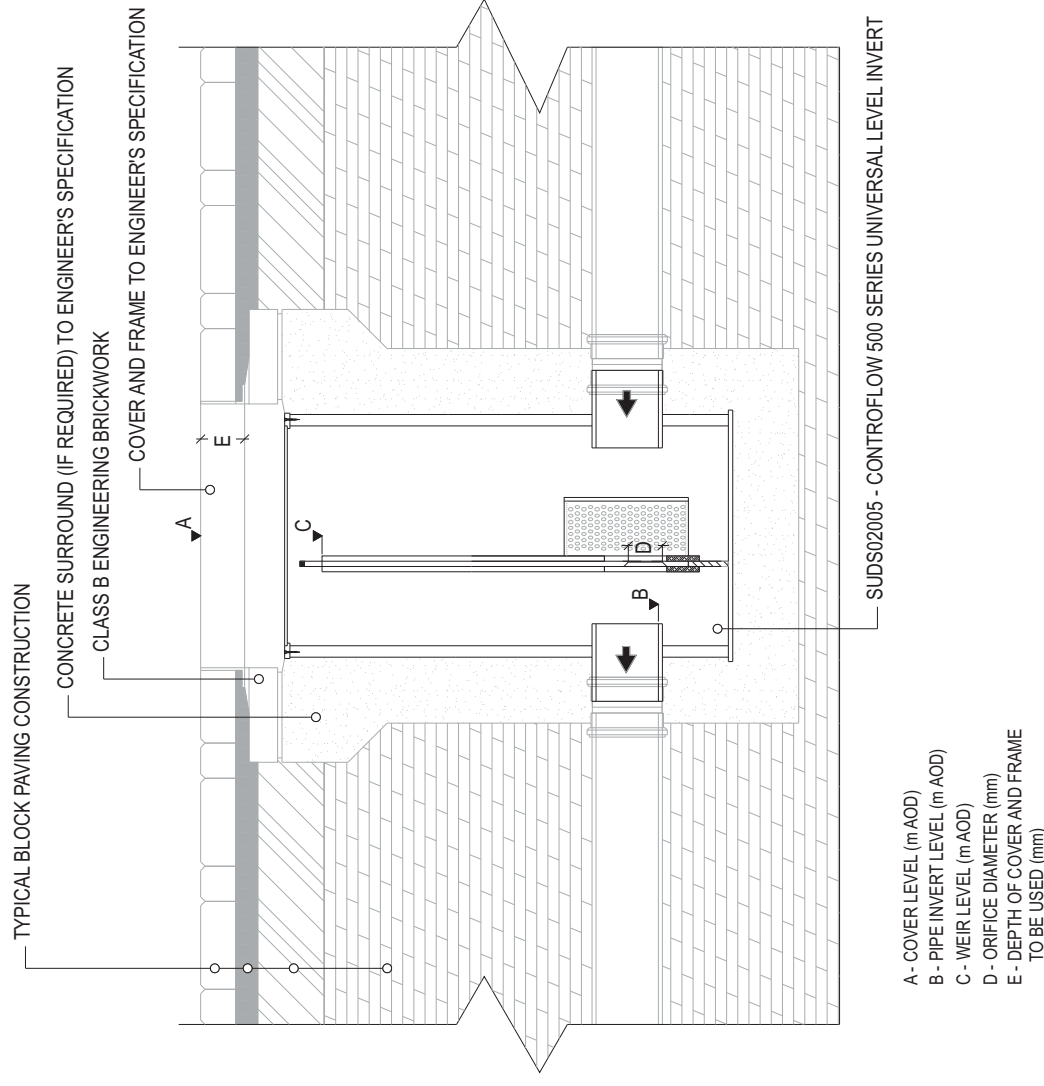 TYPICAL BLOCK PAVING CONSTRUCTION
CONCRETE SURROUND (IF REQUIRED) TO ENGINEER'S SPECIFICATION
CLASS B ENGINEERING BRICKWORK
COVER AND FRAME TO ENGINEER'S SPECIFICATION
A
E
C
D
B
SUDS02005 - CONTROFLOW 500 SERIES UNIVERSAL LEVEL INVERT
A - COVER LEVEL (m AOD)
B - PIPE INVERT LEVEL (m AOD)
C - WEIR LEVEL (m AOD)
D - ORIFICE DIAMETER (mm)
E - DEPTH OF COVER AND FRAME
TO BE USED (mm)